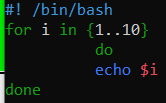 #! /bin/bash
for i in {1..10}
do
echo $i
done